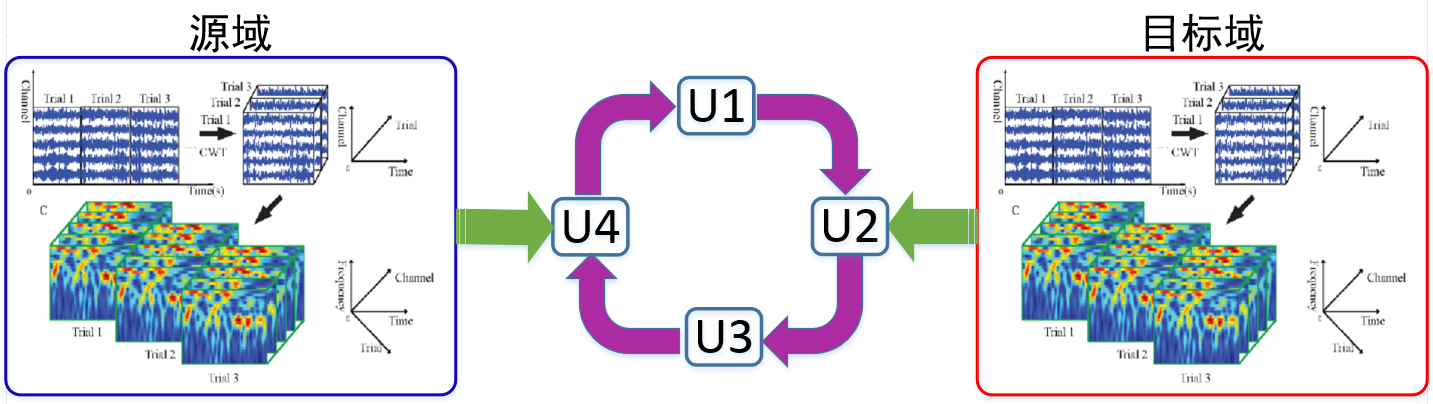 源域
目标域
Channel
Trial 1
Trial 2
Trial 3
Trial 3
Trial 2
Trial 1
CWT
o
Time(s)
Channel
Trial
Time
C
Trial 1
Trial 2
Trial 3
Frequency
Channel
Time
Trial
U1
U2
U3
U4
Channel
Trial 1
Trial 2
Trial 3
Trial 3
Trial 2
Trial 1
CWT
o
Time(s)
Channel
Trial
Time
C
Trial 1
Trial 2
Trial 3
Frequency
Channel
Time
Trial